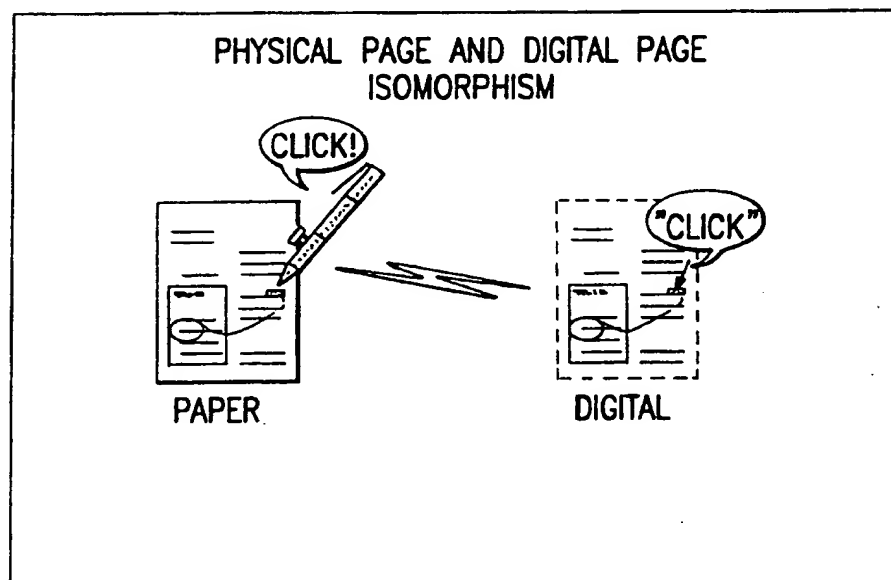 PHYSICAL PAGE AND DIGITAL PAGE
ISOMORPHISM
CLICK!
"CLICK"
PAPER
DIGITAL